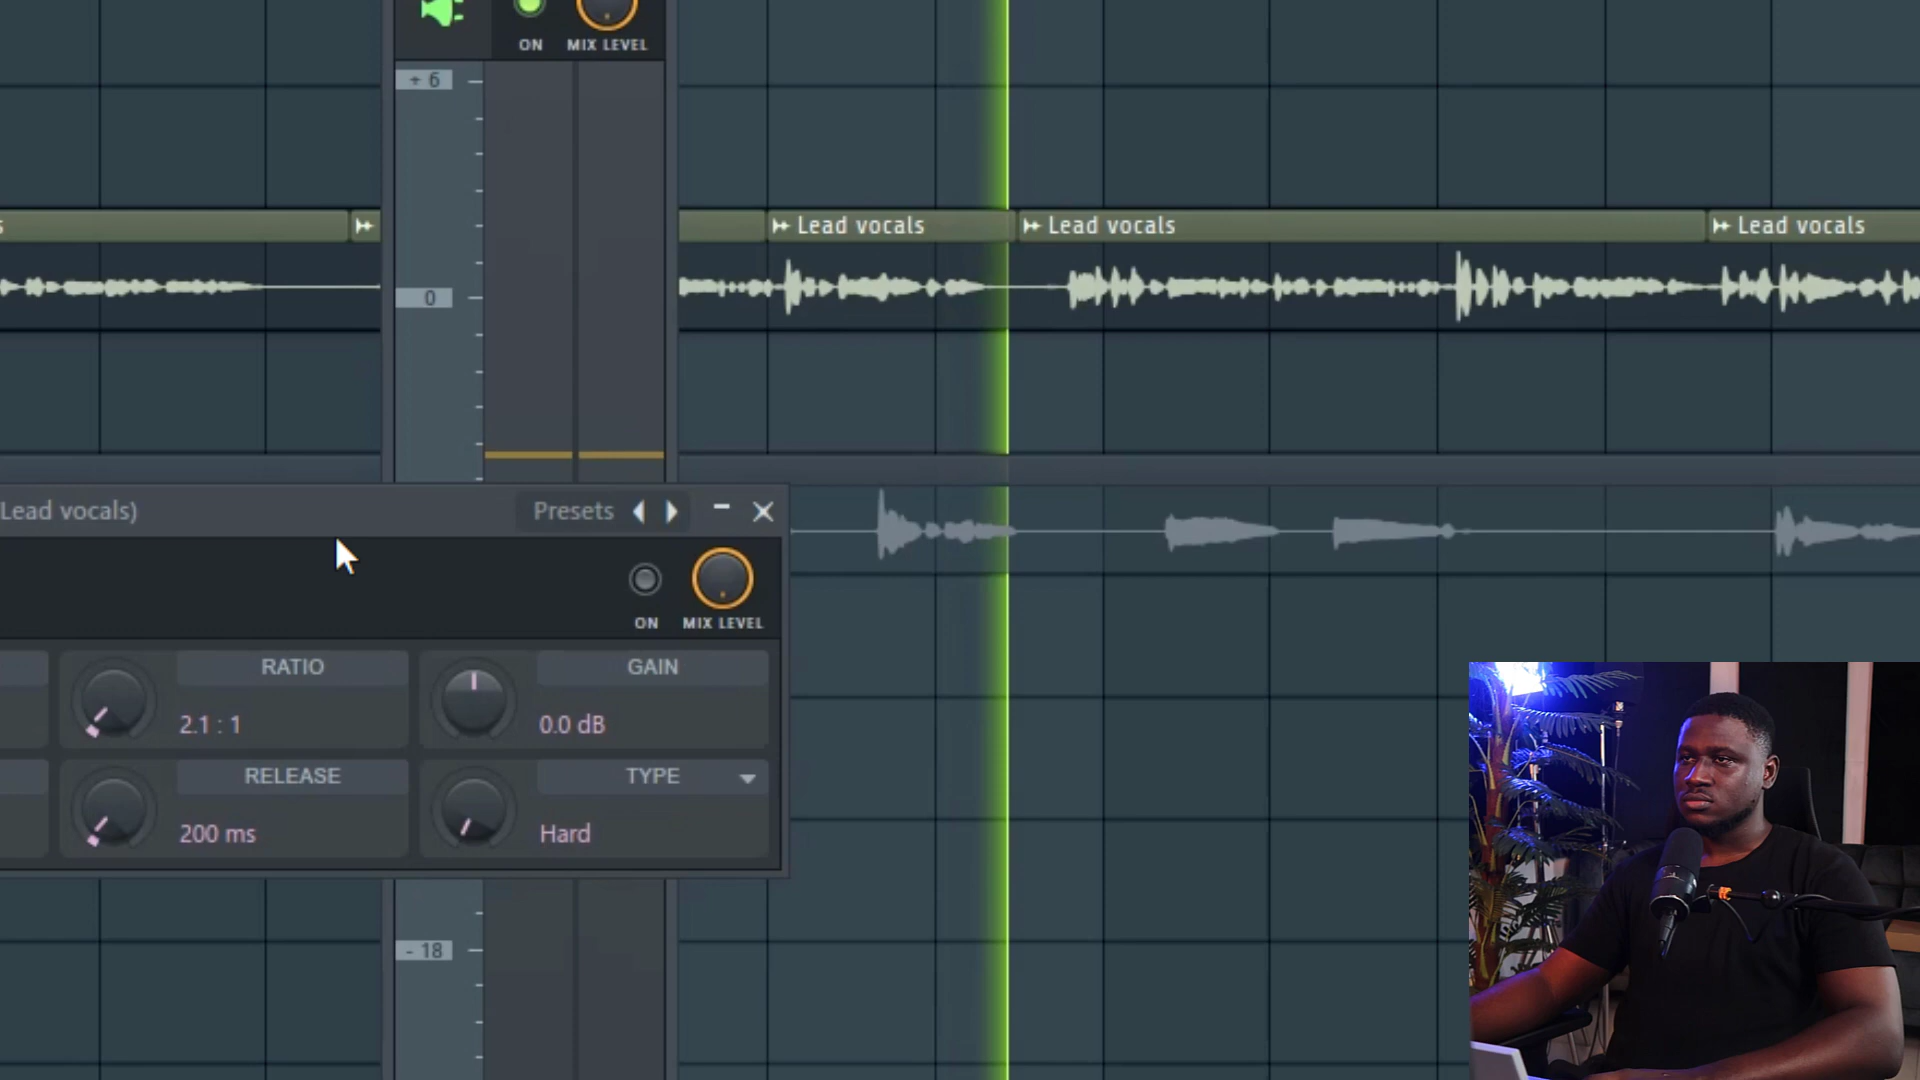 ON MIX LEVEL
+ 6
s
Lead vocals
Lead vocals
Lead vocals
0
Lead vocals)
Presets
ON MIX LEVEL
RATIO
2.1 : 1
GAIN
0.0 dB
RELEASE
200 ms
TYPE
Hard
- 18